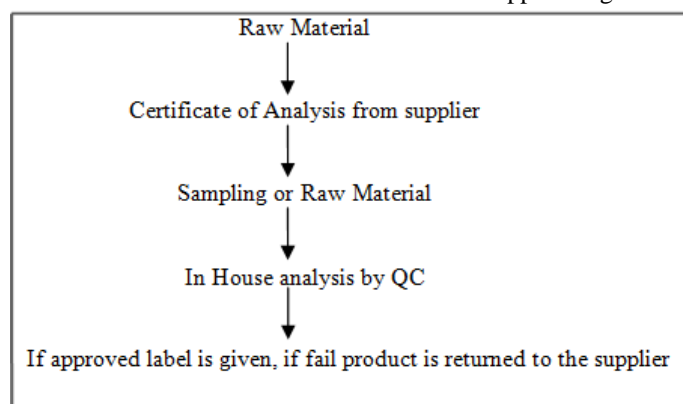 Raw Material
Certificate of Analysis from supplier
Sampling or Raw Material
In House analysis by QC
If approved label is given, if fail product is returned to the supplier